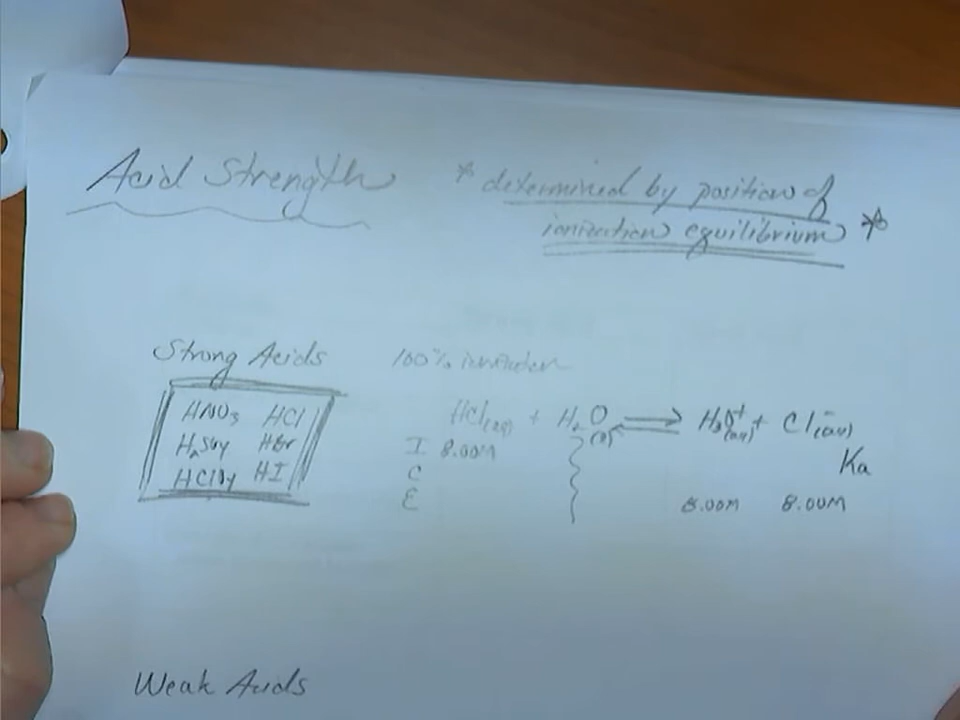 Acid Strength
* determined by position of
ionization equilibrium *
Strong Acids
100% ionization
HNO3 HCl
H2SO4 HBr
HClO4 HI
HCl(aq) + H2O(l) ⇌ H3O+(aq) + Cl-(aq)
Ka
I 8.00M
C
E 8.00M 8.00M
Weak Acids